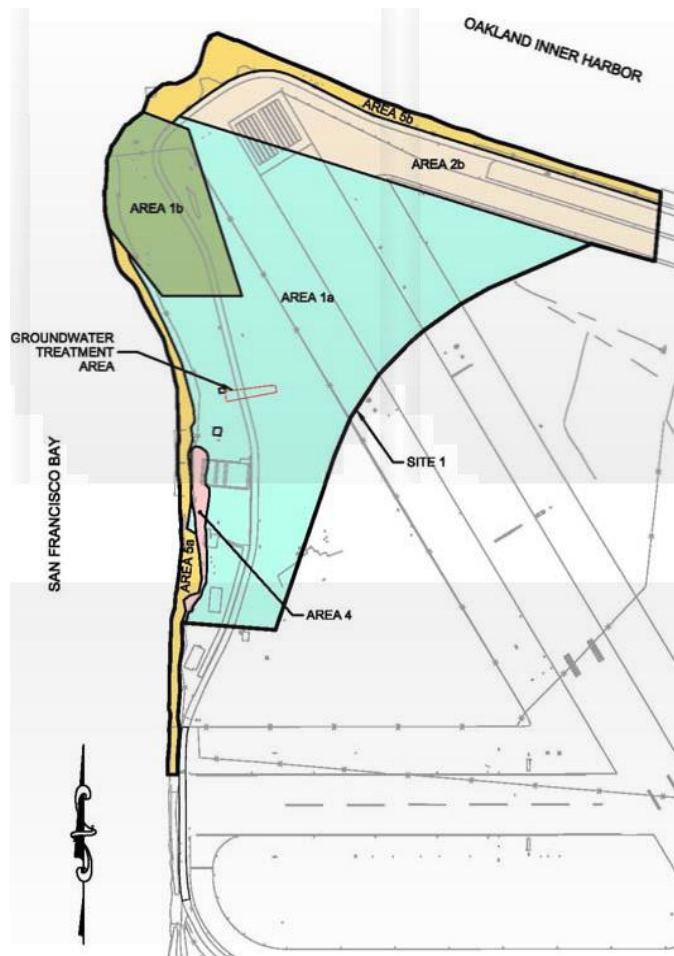 OAKLAND INNER HARBOR
AREA 5b
AREA 2b
AREA 1b
AREA 1a
GROUNDWATER
TREATMENT
AREA
SITE 1
SAN FRANCISCO BAY
AREA 5a
AREA 4